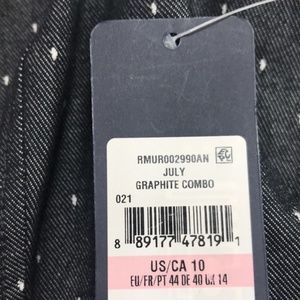 RMUR002990AN
JULY
GRAPHITE COMBO
021
8 89177 47819 1
US/CA 10
EU/FR/PT 44 DE 40 UK 14